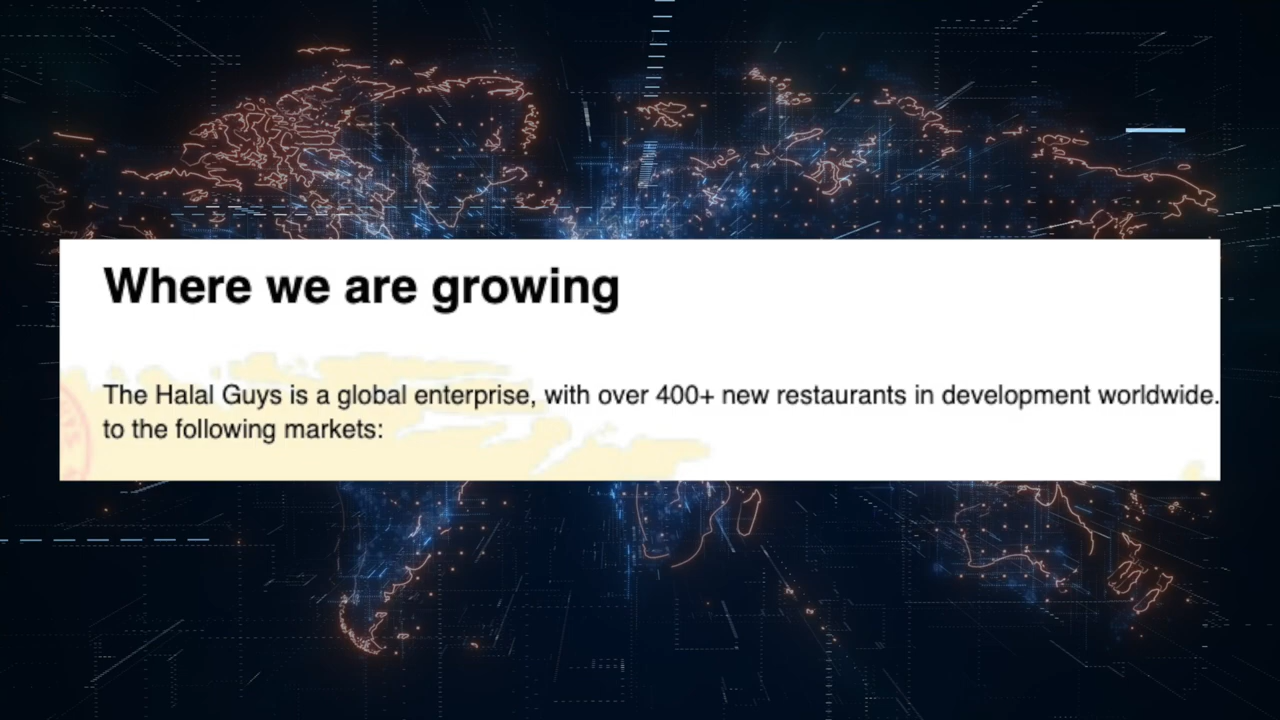 Where we are growing
The Halal Guys is a global enterprise, with over 400+ new restaurants in development worldwide.
to the following markets: